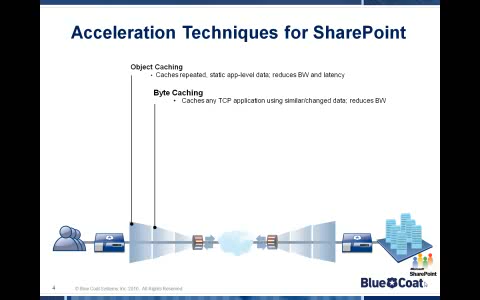 Acceleration Techniques for SharePoint
Object Caching
• Caches repeated, static app-level data; reduces BW and latency
Byte Caching
• Caches any TCP application using similar/changed data; reduces BW
Microsoft
SharePoint
4
© Blue Coat Systems, Inc. 2010. All Rights Reserved.
Blue Coat